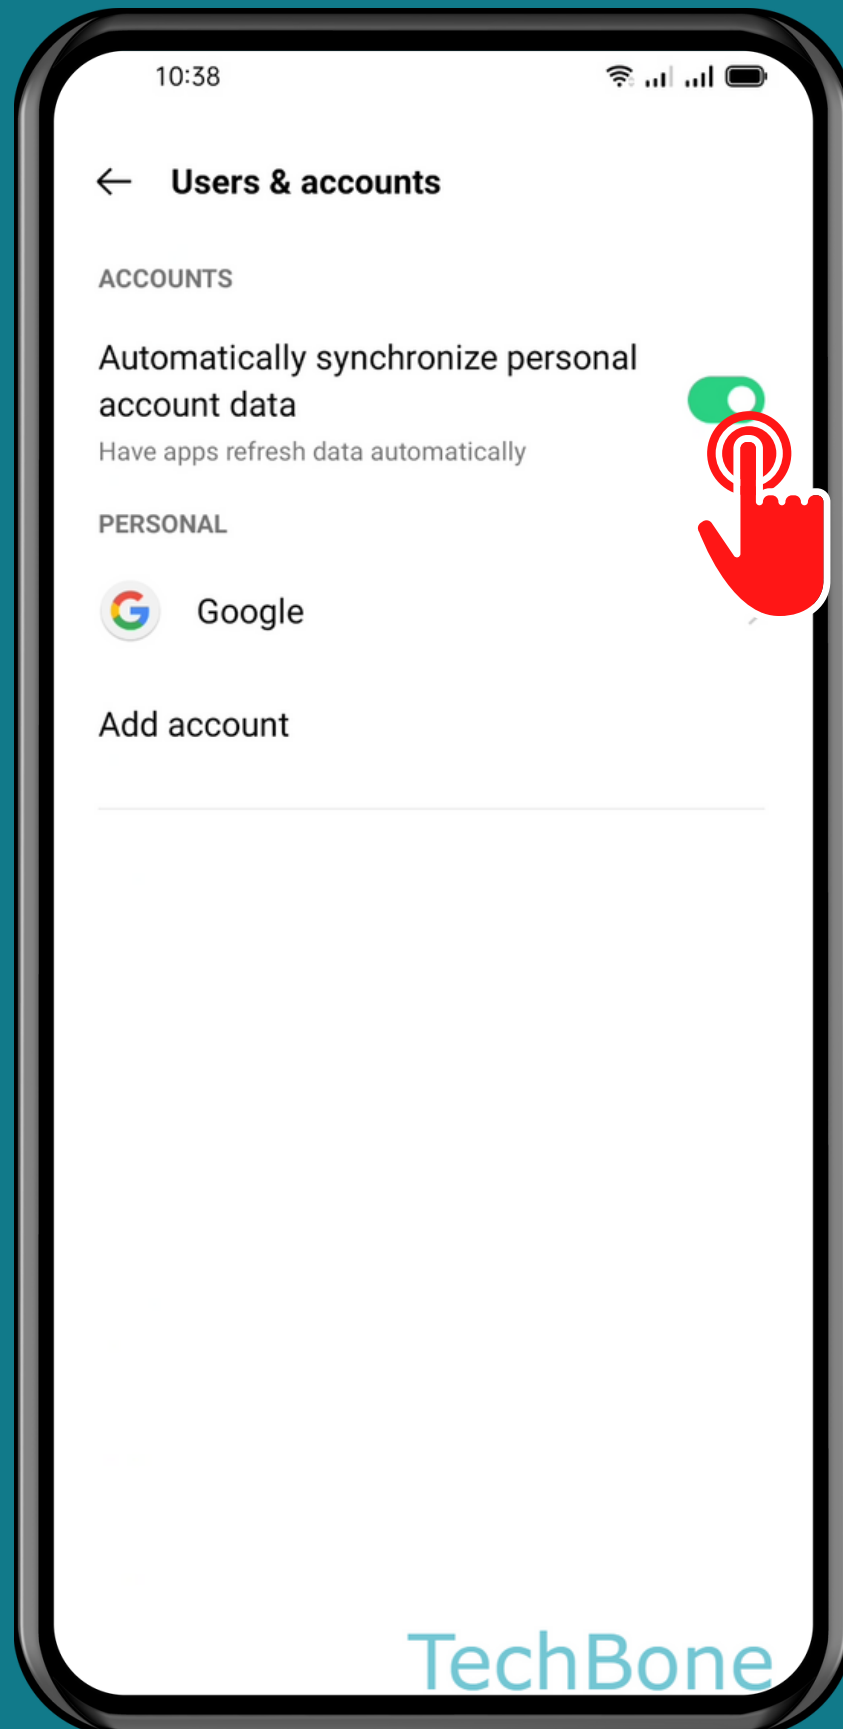 10:38
Users & accounts
ACCOUNTS
Automatically synchronize personal
account data
Have apps refresh data automatically
PERSONAL
Google
Add account
TechBone